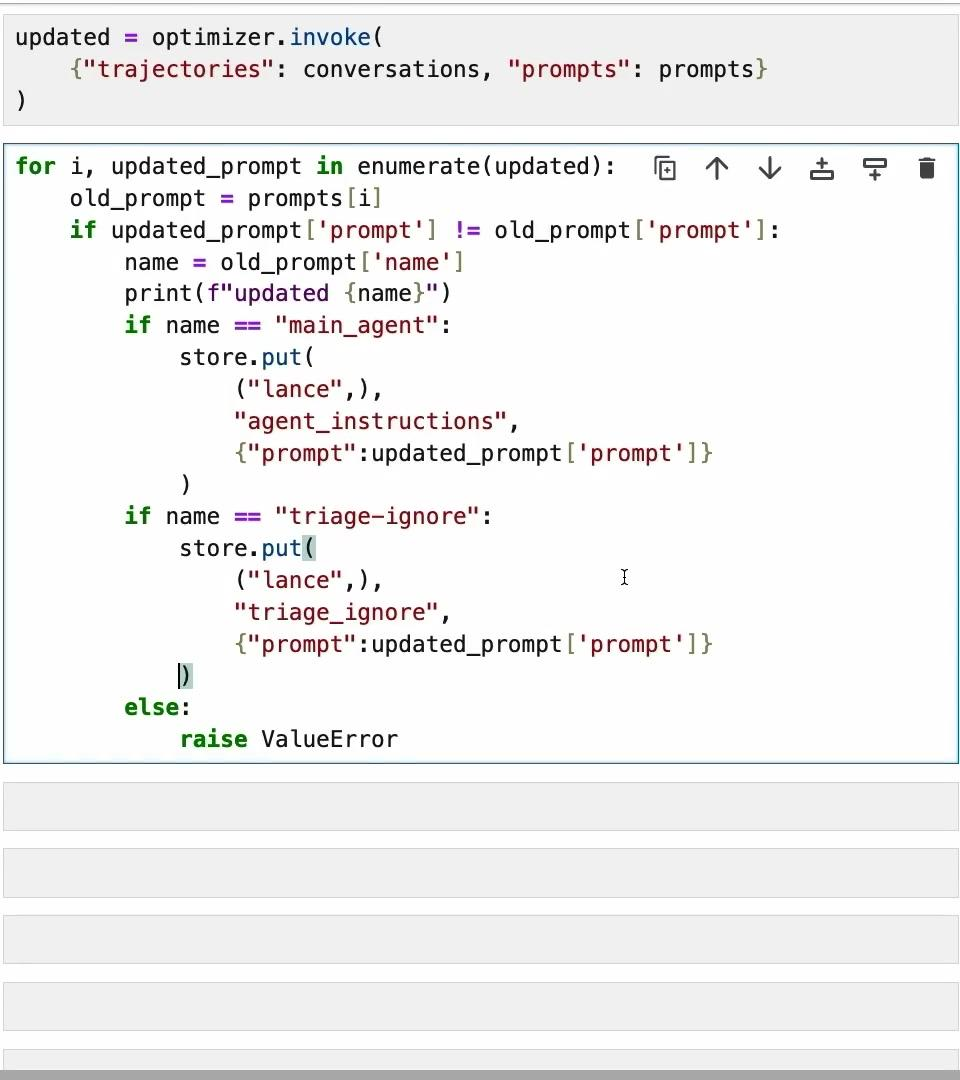 updated = optimizer.invoke(
    {"trajectories": conversations, "prompts": prompts}
)
for i, updated_prompt in enumerate(updated):
    old_prompt = prompts[i]
    if updated_prompt['prompt'] != old_prompt['prompt']:
        name = old_prompt['name']
        print(f"updated {name}")
        if name == "main_agent":
            store.put(
                ("lance",),
                "agent_instructions",
                {"prompt":updated_prompt['prompt']}
            )
        if name == "triage-ignore":
            store.put(
                ("lance",),
                "triage_ignore",
                {"prompt":updated_prompt['prompt']}
            )
        else:
            raise ValueError